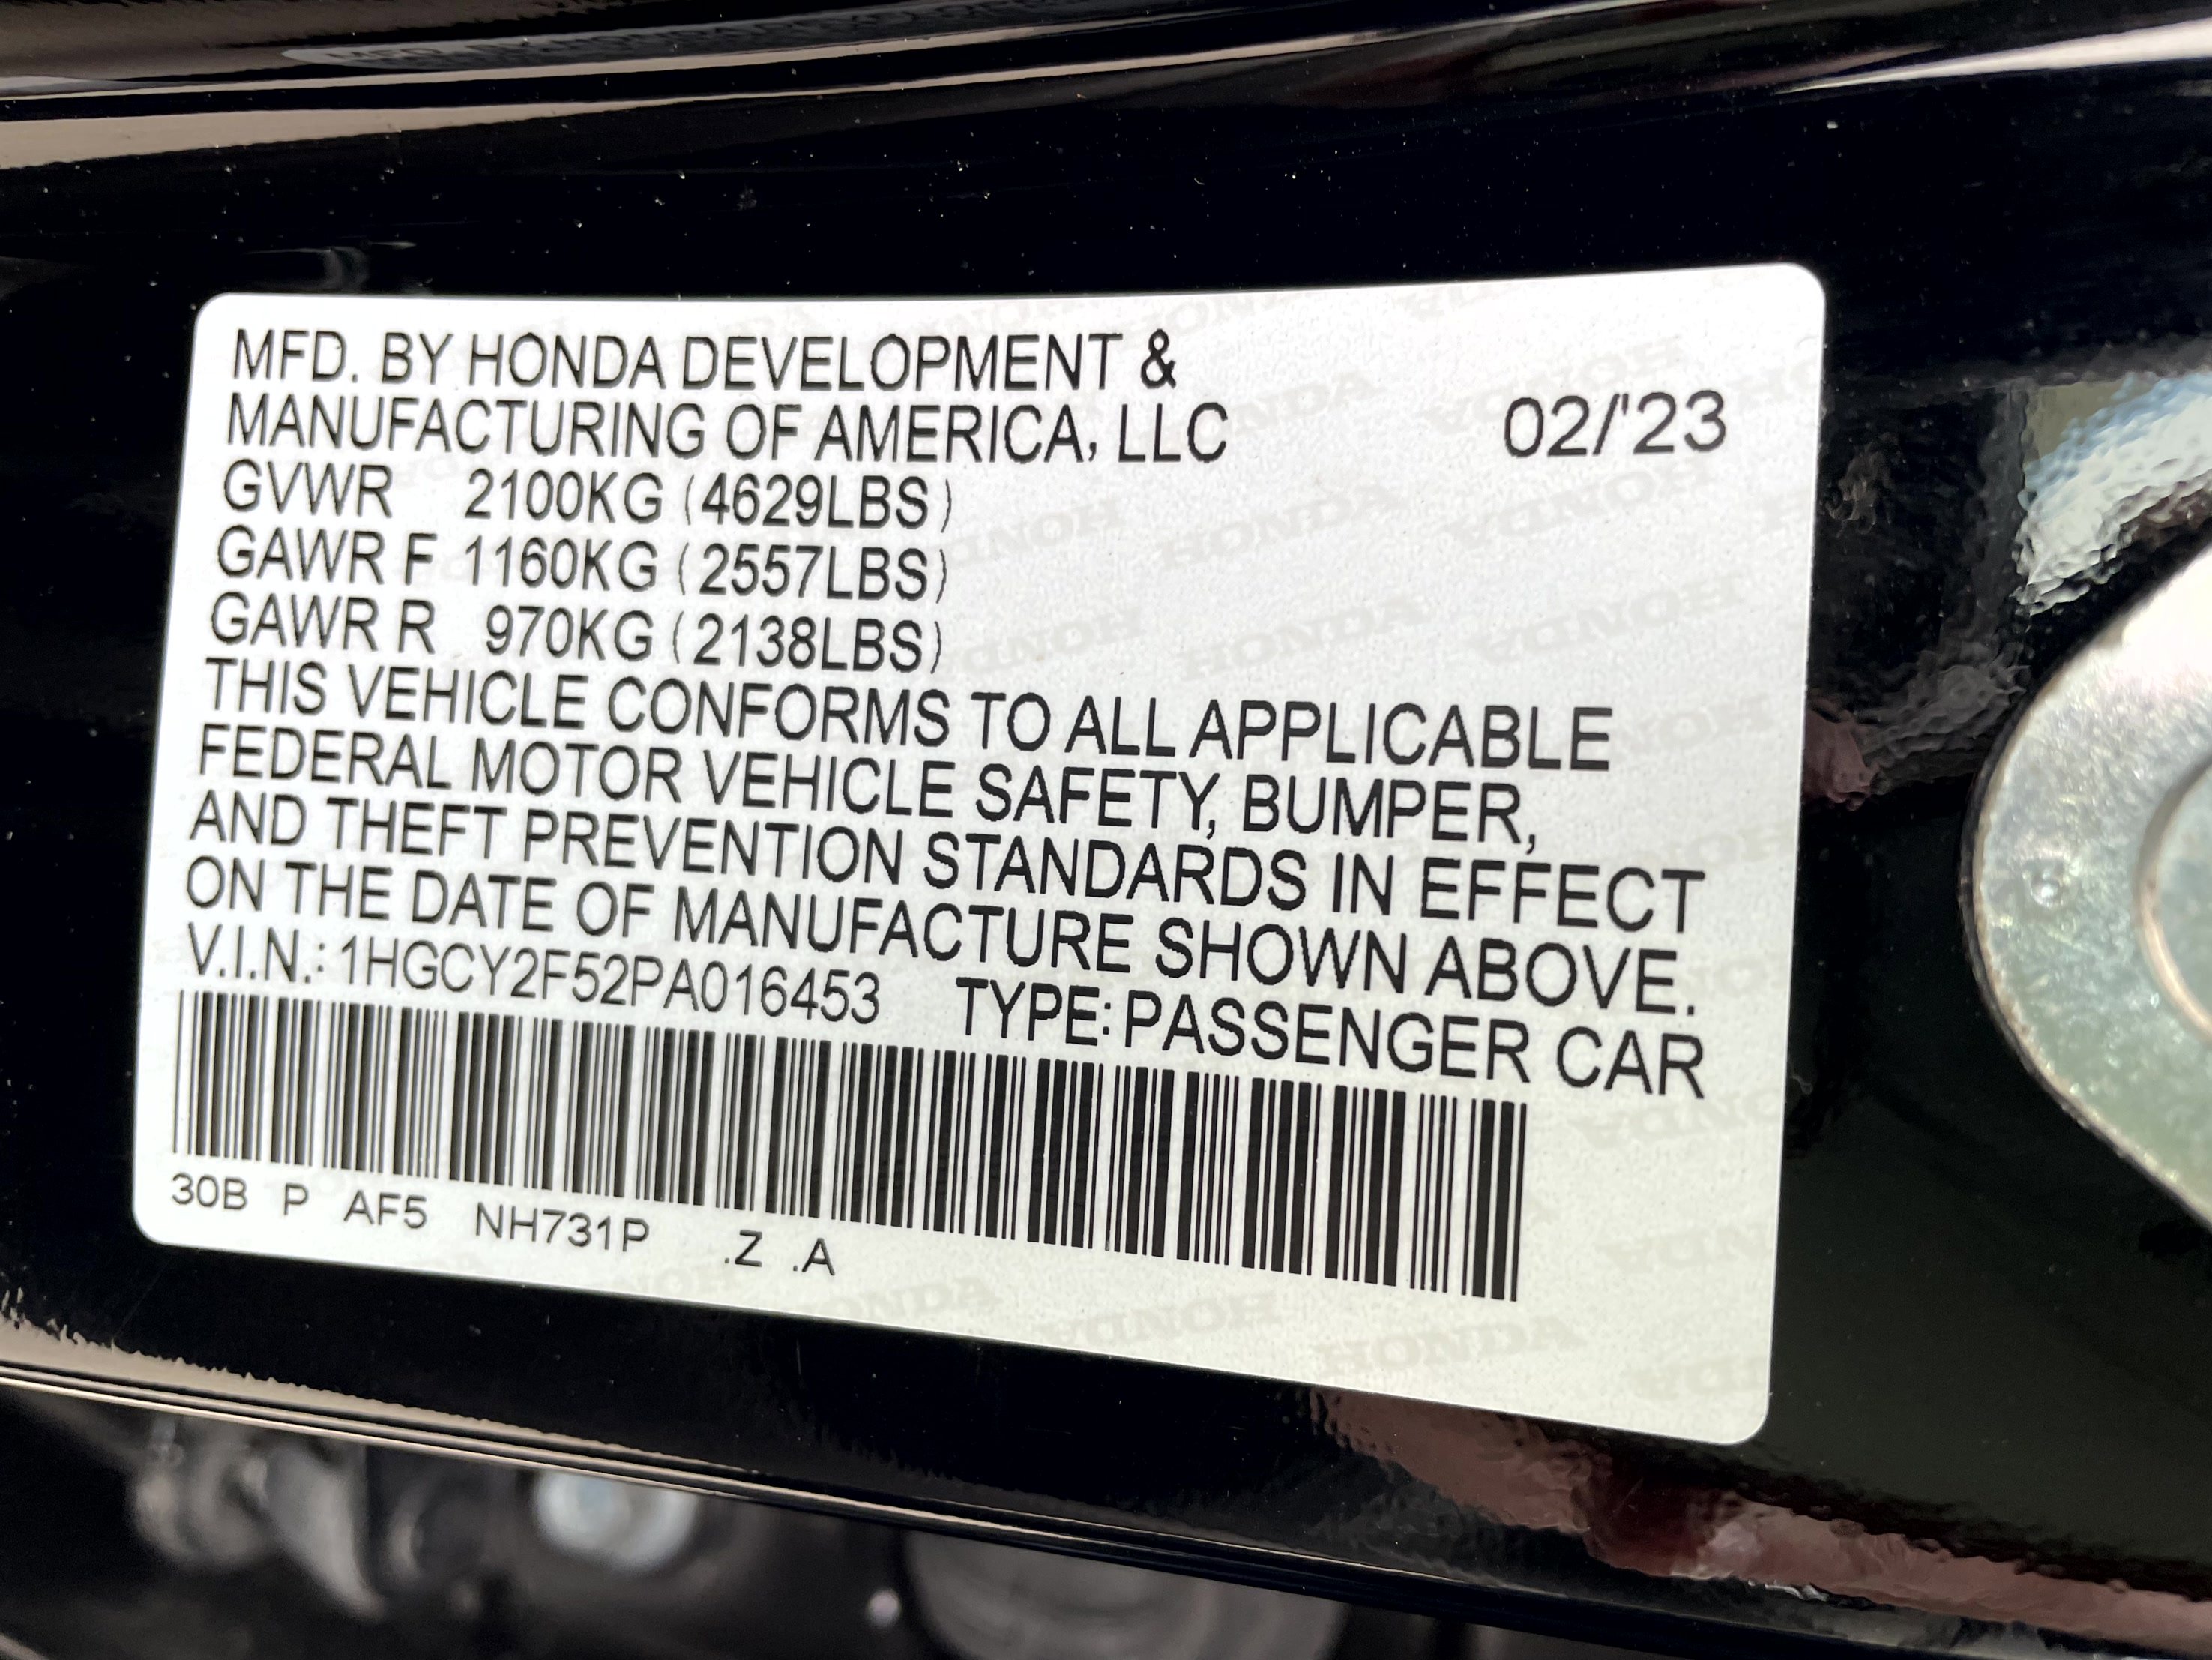 MFD. BY HONDA DEVELOPMENT &
MANUFACTURING OF AMERICA, LLC 02/'23
GVWR 2100KG (4629LBS)
GAWR F 1160KG (2557LBS)
GAWR R 970KG (2138LBS)
THIS VEHICLE CONFORMS TO ALL APPLICABLE
FEDERAL MOTOR VEHICLE SAFETY, BUMPER,
AND THEFT PREVENTION STANDARDS IN EFFECT
ON THE DATE OF MANUFACTURE SHOWN ABOVE.
V.I.N.: 1HGCY2F52PA016453 TYPE: PASSENGER CAR
30B P AF5 NH731P .Z .A
HONDA